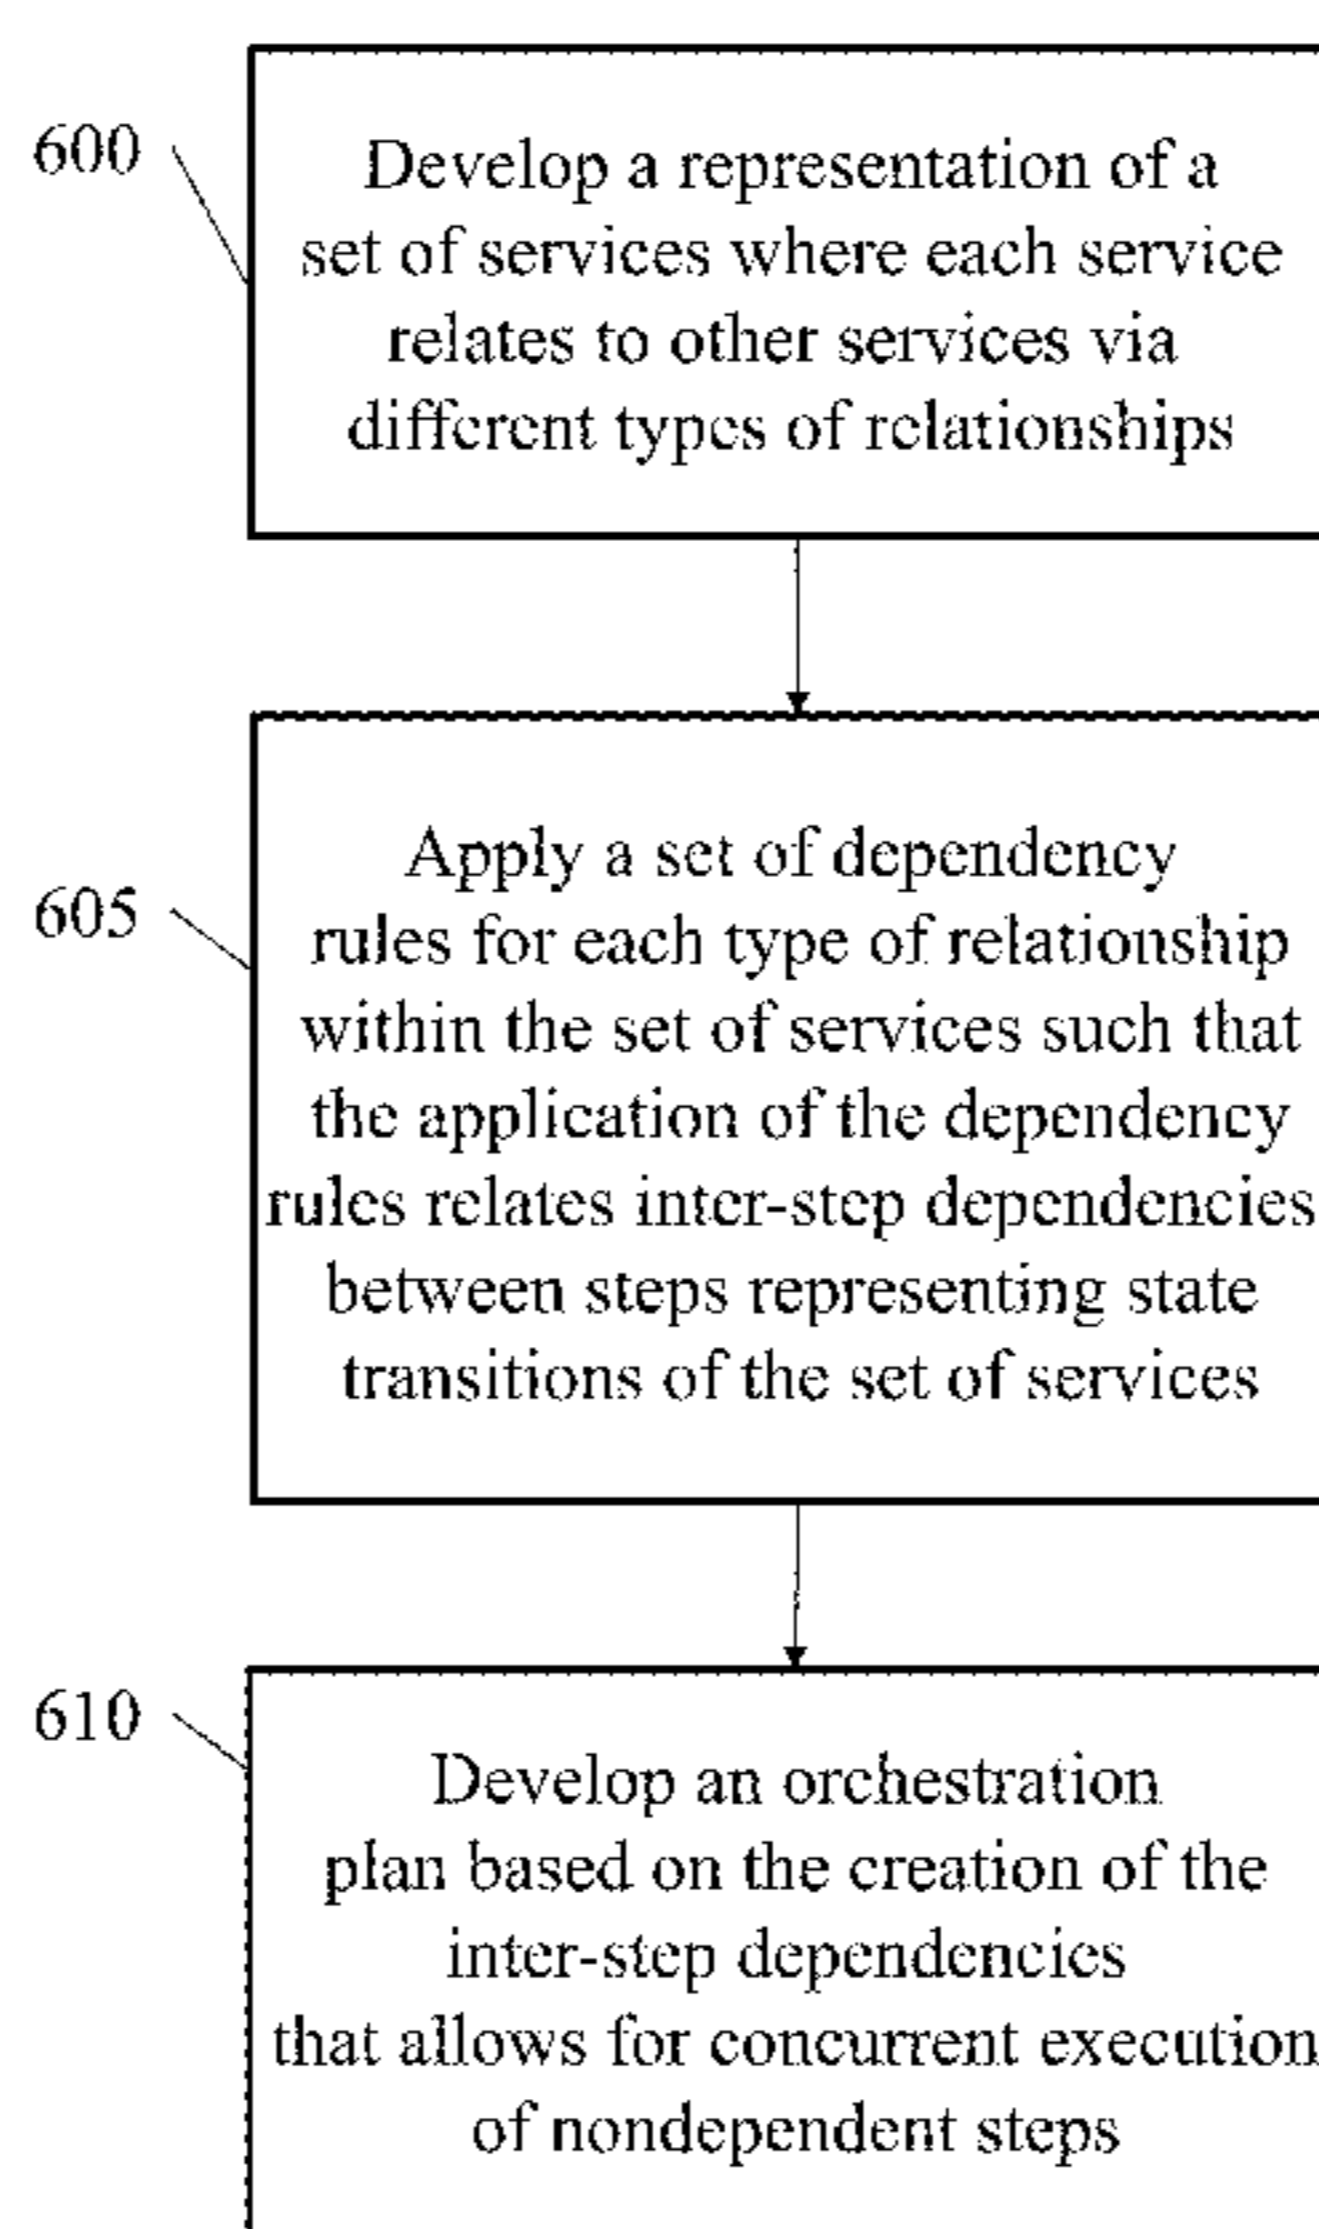 600
Develop a representation of a
set of services where each service
relates to other services via
different types of relationships
605
Apply a set of dependency
rules for each type of relationship
within the set of services such that
the application of the dependency
rules relates inter-step dependencies
between steps representing state
transitions of the set of services
610
Develop an orchestration
plan based on the creation of the
inter-step dependencies
that allows for concurrent execution
of nondependent steps